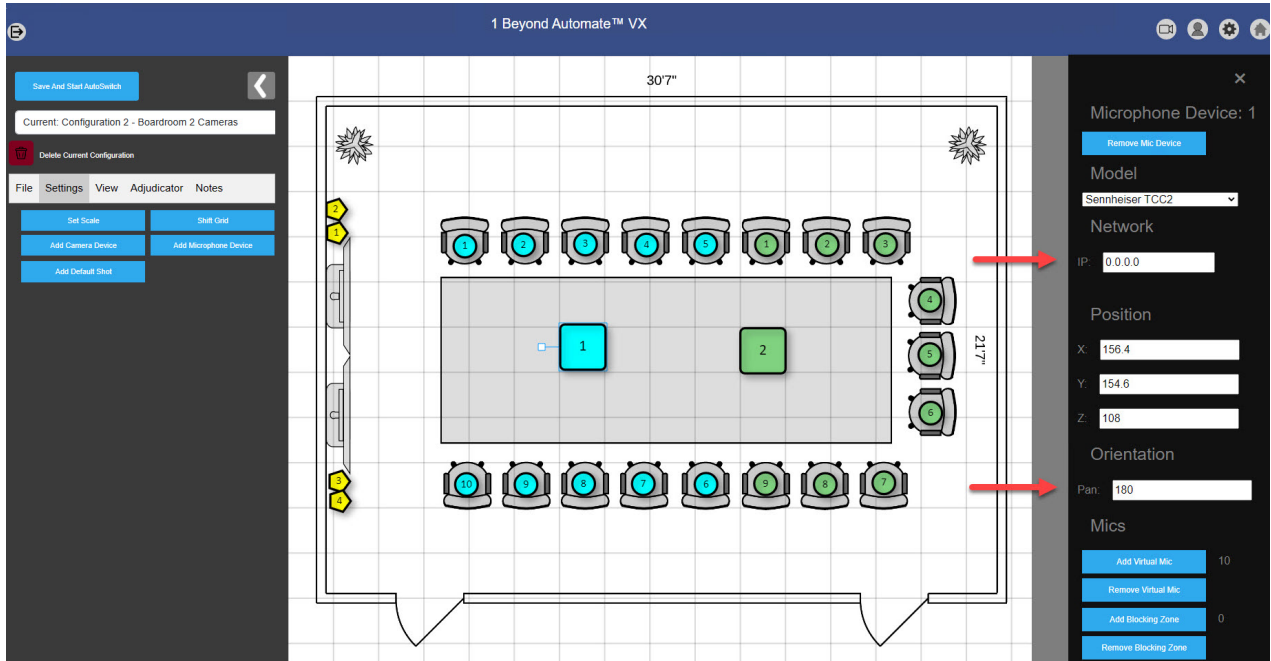 1 Beyond Automate™ VX
Save And Start AutoSwitch
Current: Configuration 2 - Boardroom 2 Cameras
Delete Current Configuration
File Settings View Adjudicator Notes
Set Scale Shift Grid
Add Camera Device Add Microphone Device
Add Default Shot
30'7"
2
1
1 2 3 4 5 1 2 3
4
1 2
5
21'7"
6
3
4
10 9 8 7 6 9 8 7
Microphone Device: 1
Remove Mic Device
Model
Sennheiser TCC2
Network
IP: 0.0.0.0
Position
X: 156.4
Y: 154.6
Z: 108
Orientation
Pan: 180
Mics
Add Virtual Mic 10
Remove Virtual Mic
Add Blocking Zone 0
Remove Blocking Zone